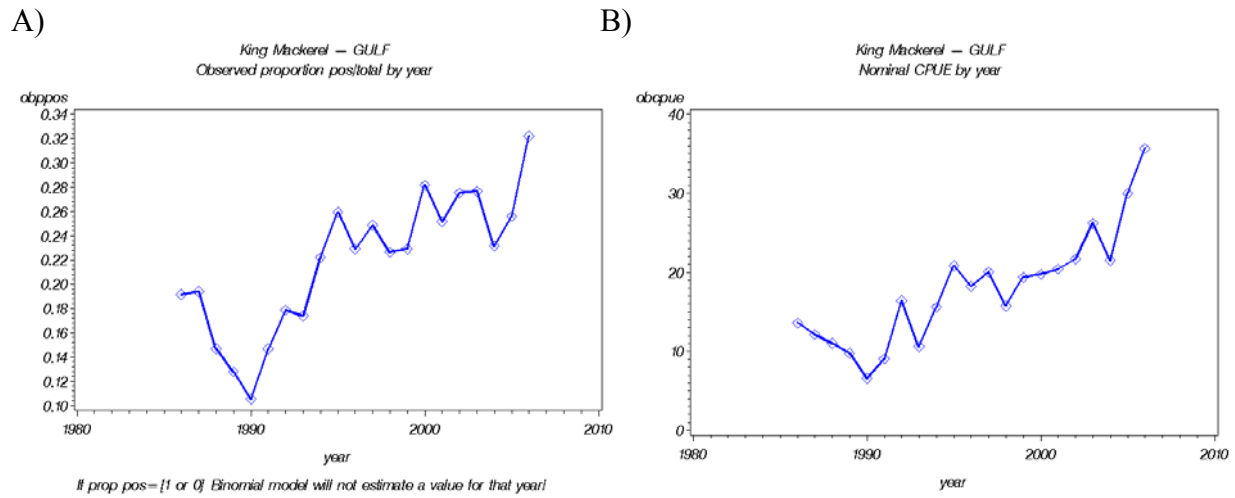 A)
King Mackerel — GULF
Observed proportion pos/total by year
obppos
0.34
0.32
0.30
0.28
0.26
0.24
0.22
0.20
0.18
0.16
0.14
0.12
0.10
1980 1990 2000 2010
year
If prop pos=[1 or 0] Binomial model will not estimate a value for that year!
B)
King Mackerel — GULF
Nominal CPUE by year
obcpue
40
30
20
10
0
1980 1990 2000 2010
year